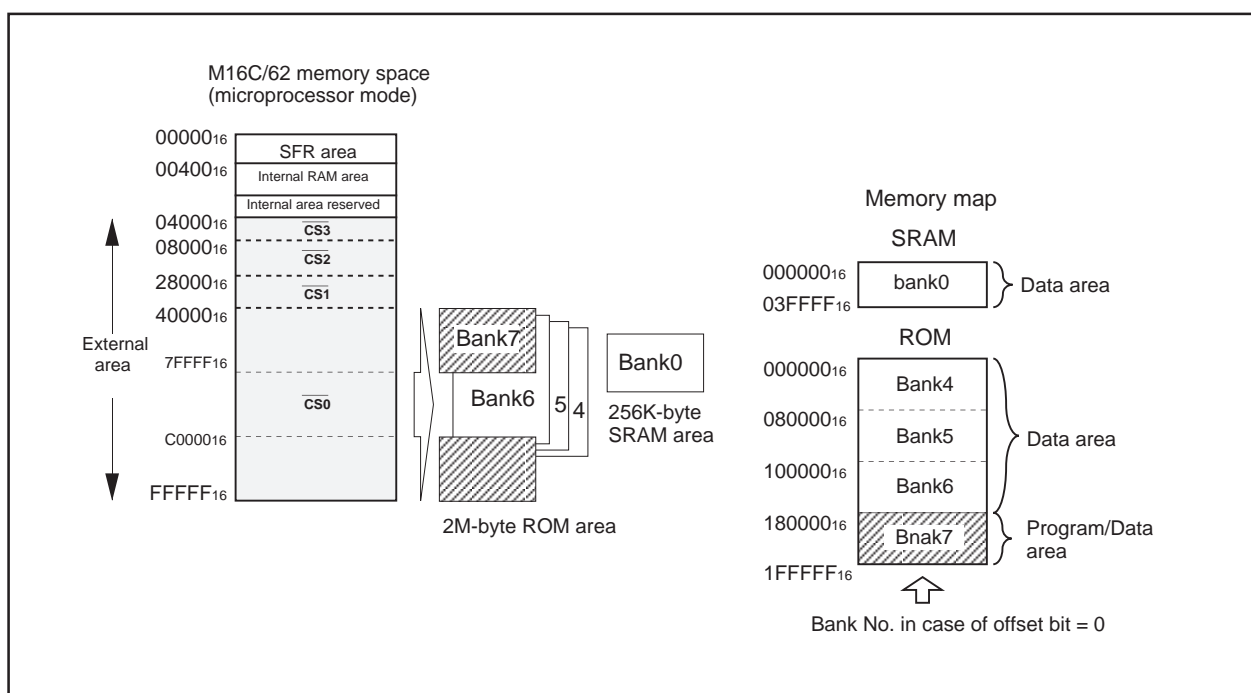 M16C/62 memory space
(microprocessor mode)
0000016
SFR area
0040016
Internal RAM area
Internal area reserved
0400016
CS3
0800016
CS2
2800016
CS1
4000016
External
area
7FFFF16
CS0
C000016
FFFFF16
Bank7
Bank6
5
4
2M-byte ROM area
Bank0
256K-byte
SRAM area
Memory map
SRAM
00000016
bank0
Data area
03FFFF16
ROM
00000016
Bank4
08000016
Bank5
Data area
10000016
Bank6
18000016
Bnak7
Program/Data
area
1FFFFF16
Bank No. in case of offset bit = 0